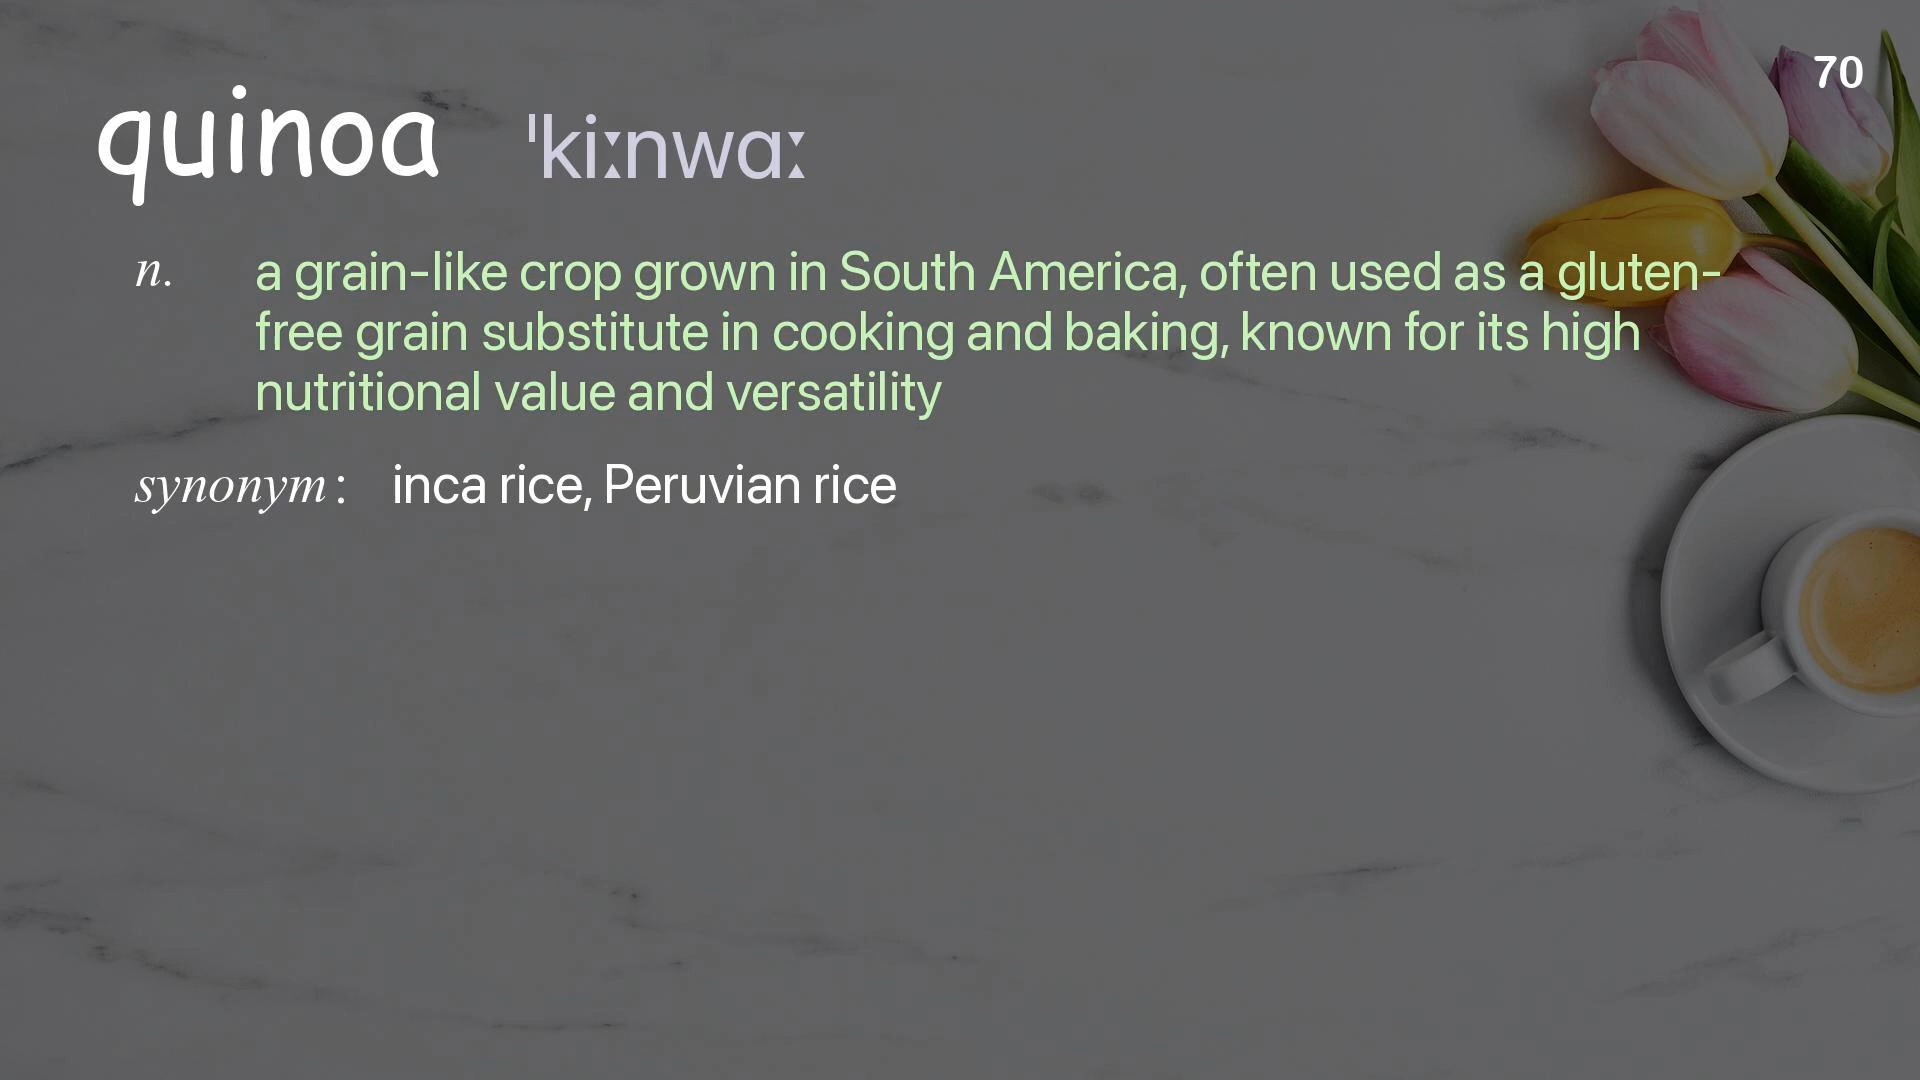 70
quinoa ˈkiːnwɑː
n. a grain-like crop grown in South America, often used as a gluten-
free grain substitute in cooking and baking, known for its high
nutritional value and versatility
synonym: inca rice, Peruvian rice